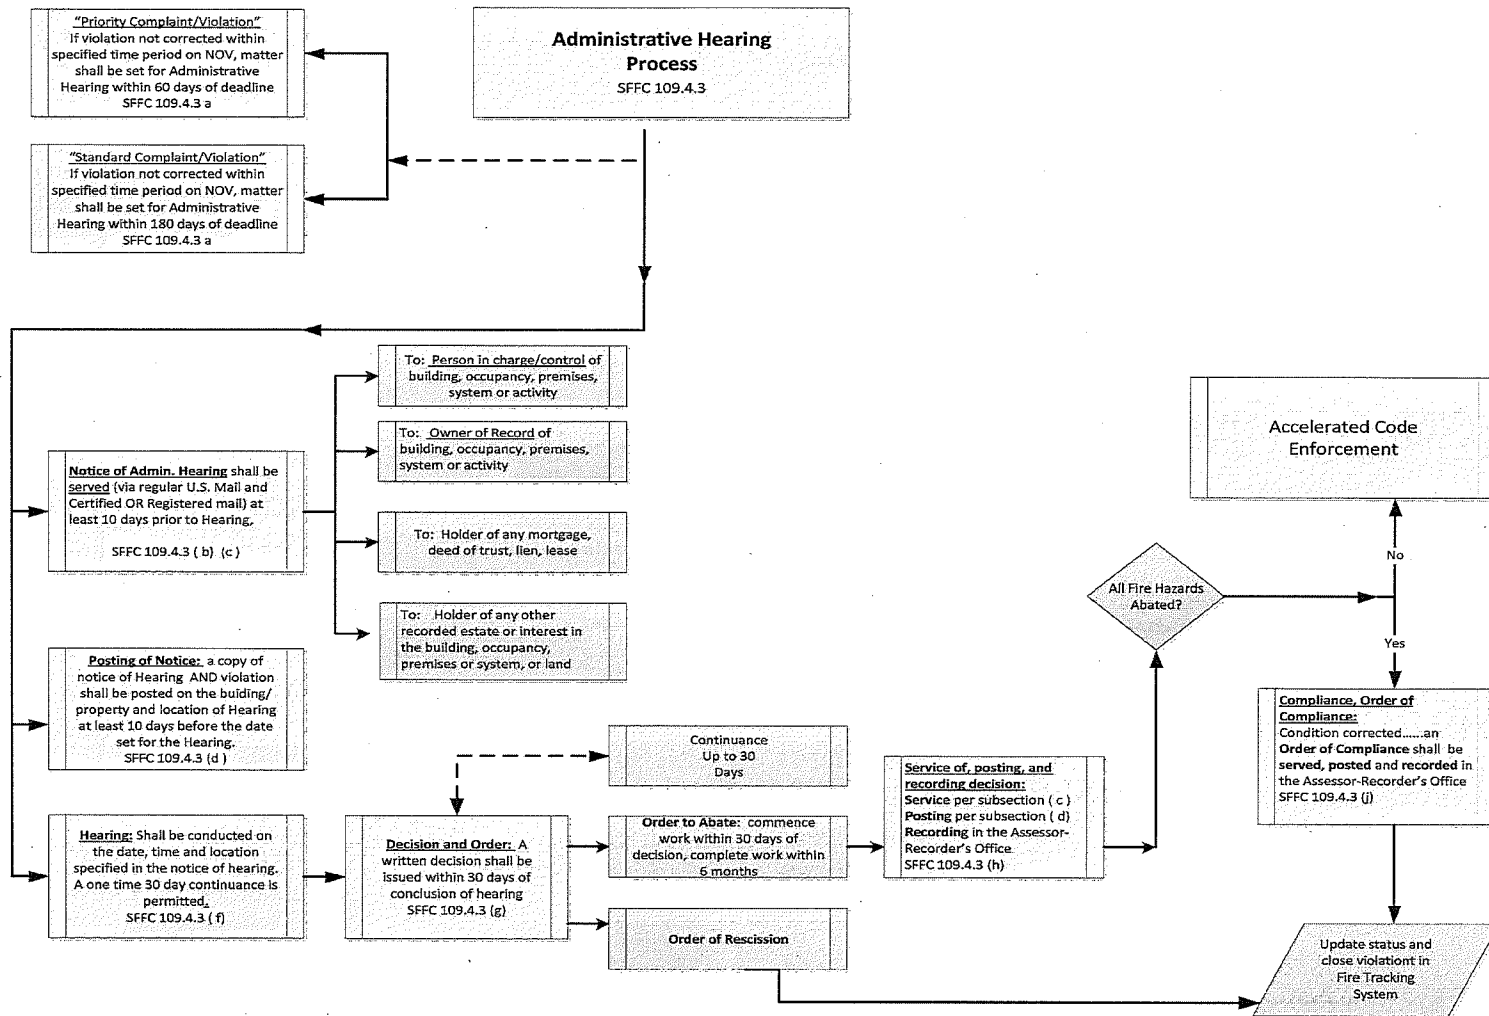 "Priority Complaint/Violation"
If violation not corrected within
specified time period on NOV, matter
shall be set for Administrative
Hearing within 60 days of deadline
SFFC 109.4.3 a
Administrative Hearing
Process
SFFC 109.4.3
"Standard Complaint/Violation"
If violation not corrected within
specified time period on NOV, matter
shall be set for Administrative
Hearing within 180 days of deadline
SFFC 109.4.3 a
To: Person in charge/control of
building, occupancy, premises,
system or activity
To: Owner of Record of
building, occupancy, premises,
system or activity
Notice of Admin. Hearing shall be
served (via regular U.S. Mail and
Certified OR Registered mail) at
least 10 days prior to Hearing.
SFFC 109.4.3 ( b) (c )
To: Holder of any mortgage,
deed of trust, lien, lease
To: Holder of any other
recorded estate or interest in
the building, occupancy,
premises or system, or land
Accelerated Code
Enforcement
No
All Fire Hazards
Abated?
Yes
Posting of Notice: a copy of
notice of Hearing AND violation
shall be posted on the buiding/
property and location of Hearing
at least 10 days before the date
set for the Hearing.
SFFC 109.4.3 (d )
Compliance, Order of
Compliance:
Condition corrected......an
Order of Compliance shall be
served, posted and recorded in
the Assessor-Recorder's Office
SFFC 109.4.3 (j)
Continuance
Up to 30
Days
Hearing: Shall be conducted on
the date, time and location
specified in the notice of hearing.
A one time 30 day continuance is
permitted.
SFFC 109.4.3 ( f)
Decision and Order: A
written decision shall be
issued within 30 days of
conclusion of hearing
SFFC 109.4.3 (g)
Order to Abate: commence
work within 30 days of
decision, complete work within
6 months
Service of, posting, and
recording decision:
Service per subsection ( c )
Posting per subsection ( d)
Recording in the Assessor-
Recorder's Office
SFFC 109.4.3 (h)
Order of Rescission
Update status and
close violationt in
Fire Tracking
System